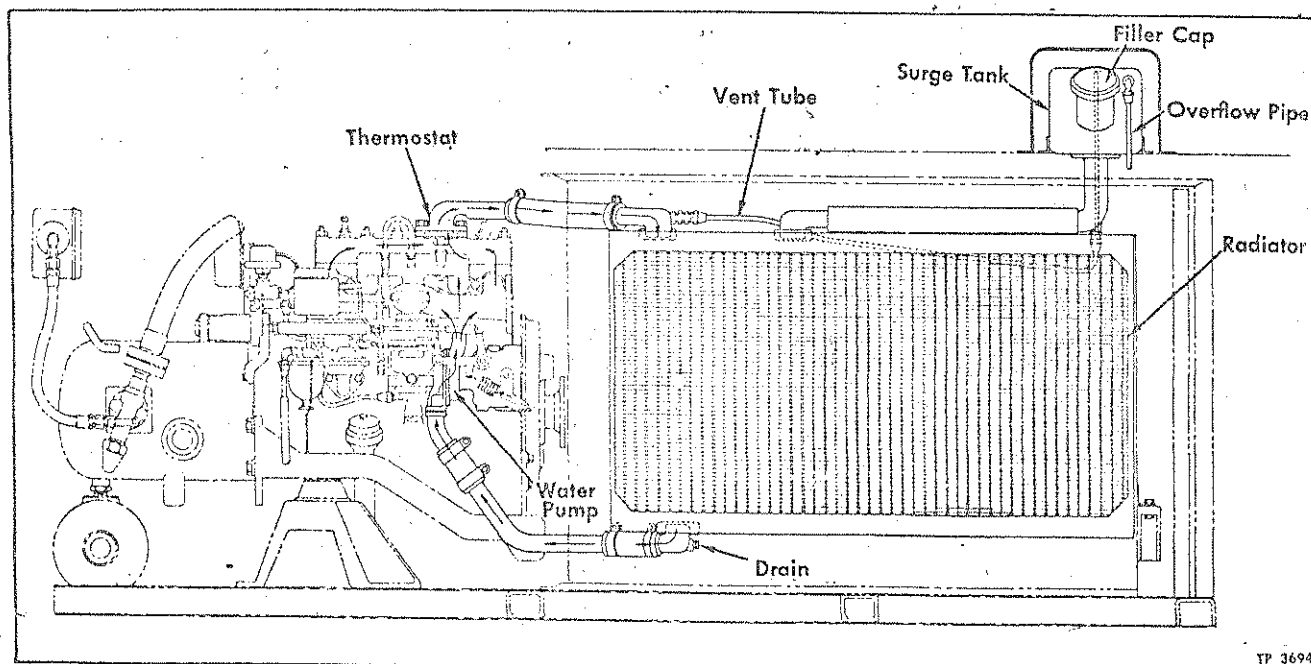 Filler Cap
Surge Tank
Vent Tube
Overflow Pipe
Thermostat
Radiator
Water
Pump
Drain
TP 3694